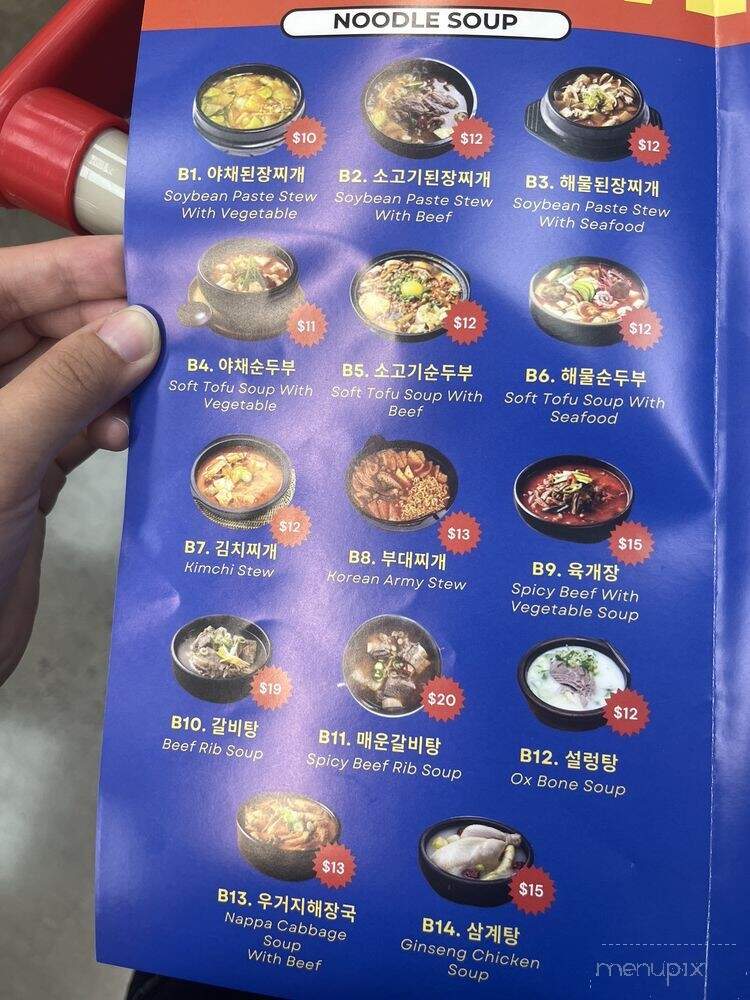 NOODLE SOUP
$10
B1. 야채된장찌개
Soybean Paste Stew
With Vegetable
$12
B2. 소고기된장찌개
Soybean Paste Stew
With Beef
$12
B3. 해물된장찌개
Soybean Paste Stew
With Seafood
$11
B4. 야채순두부
Soft Tofu Soup With
Vegetable
$12
B5. 소고기순두부
Soft Tofu Soup With
Beef
$12
B6. 해물순두부
Soft Tofu Soup With
Seafood
$12
B7. 김치찌개
Kimchi Stew
$13
B8. 부대찌개
Korean Army Stew
$15
B9. 육개장
Spicy Beef With
Vegetable Soup
$19
B10. 갈비탕
Beef Rib Soup
$20
B11. 매운갈비탕
Spicy Beef Rib Soup
$12
B12. 설렁탕
Ox Bone Soup
$13
B13. 우거지해장국
Nappa Cabbage
Soup
With Beef
$15
B14. 삼계탕
Ginseng Chicken
Soup
menupix